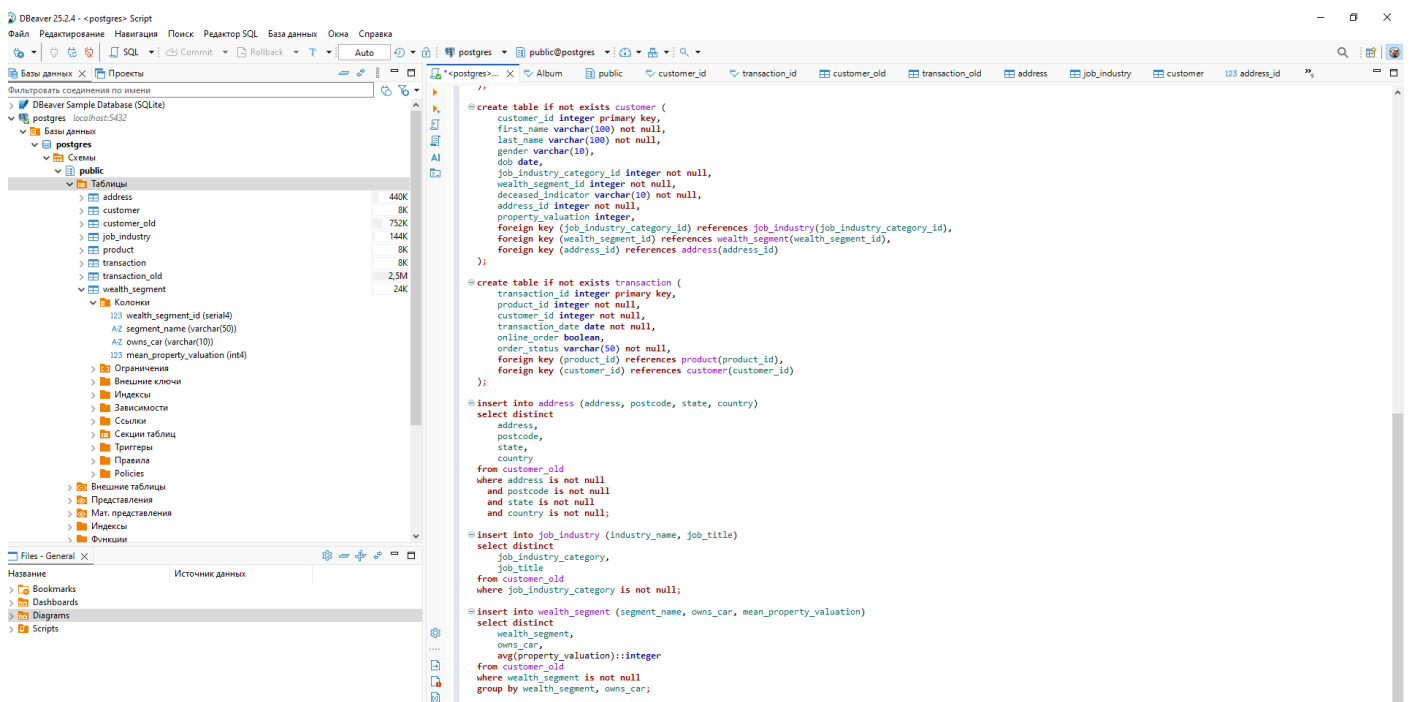 DBeaver 25.2.4 - <postgres> Script
Файл Редактирование Навигация Поиск Редактор SQL База данных Окна Справка
SQL Commit Rollback Auto postgres public@postgres
Базы данных Проекты
*<postgres>... Album public customer_id transaction_id customer_old transaction_old address job_industry customer 123 address_id
Фильтровать соединения по имени
DBeaver Sample Database (SQLite)
postgres localhost:5432
Базы данных
postgres
Схемы
public
Таблицы
address 440K
customer 8K
customer_old 752K
job_industry 144K
product 8K
transaction 8K
transaction_old 2,5M
wealth_segment 24K
Колонки
123 wealth_segment_id (serial4)
A-Z segment_name (varchar(50))
A-Z owns_car (varchar(10))
123 mean_property_valuation (int4)
Ограничения
Внешние ключи
Индексы
Зависимости
Ссылки
Секции таблиц
Триггеры
Правила
Policies
Внешние таблицы
Представления
Мат. представления
Индексы
Функции
Files - General
Название Источник данных
Bookmarks
Dashboards
Diagrams
Scripts
AI
);
create table if not exists customer (
customer_id integer primary key,
first_name varchar(100) not null,
last_name varchar(100) not null,
gender varchar(10),
dob date,
job_industry_category_id integer not null,
wealth_segment_id integer not null,
deceased_indicator varchar(10) not null,
address_id integer not null,
property_valuation integer,
foreign key (job_industry_category_id) references job_industry(job_industry_category_id),
foreign key (wealth_segment_id) references wealth_segment(wealth_segment_id),
foreign key (address_id) references address(address_id)
);
create table if not exists transaction (
transaction_id integer primary key,
product_id integer not null,
customer_id integer not null,
transaction_date date not null,
online_order boolean,
order_status varchar(50) not null,
foreign key (product_id) references product(product_id),
foreign key (customer_id) references customer(customer_id)
);
insert into address (address, postcode, state, country)
select distinct
address,
postcode,
state,
country
from customer_old
where address is not null
and postcode is not null
and state is not null
and country is not null;
insert into job_industry (industry_name, job_title)
select distinct
job_industry_category,
job_title
from customer_old
where job_industry_category is not null;
insert into wealth_segment (segment_name, owns_car, mean_property_valuation)
select distinct
wealth_segment,
owns_car,
avg(property_valuation)::integer
from customer_old
where wealth_segment is not null
group by wealth_segment, owns_car;